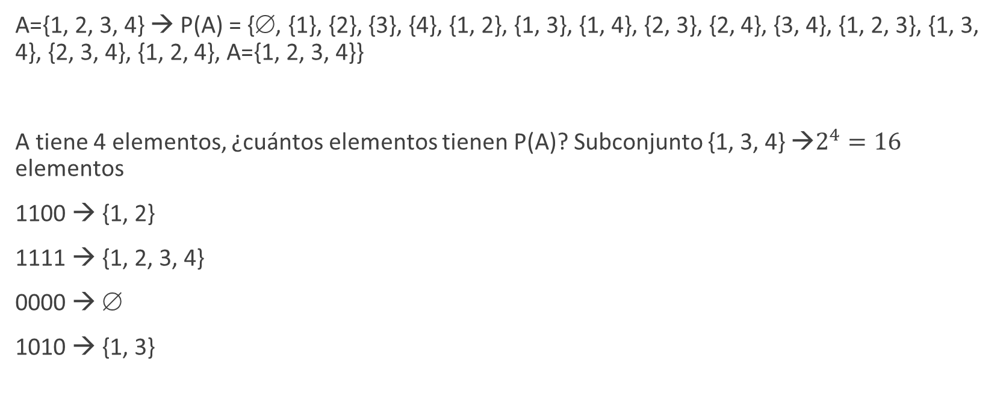 A={1, 2, 3, 4} → P(A) = {∅, {1}, {2}, {3}, {4}, {1, 2}, {1, 3}, {1, 4}, {2, 3}, {2, 4}, {3, 4}, {1, 2, 3}, {1, 3,
4}, {2, 3, 4}, {1, 2, 4}, A={1, 2, 3, 4}}
A tiene 4 elementos, ¿cuántos elementos tienen P(A)? Subconjunto {1, 3, 4} → 2⁴ = 16
elementos
1100 → {1, 2}
1111 → {1, 2, 3, 4}
0000 → ∅
1010 → {1, 3}